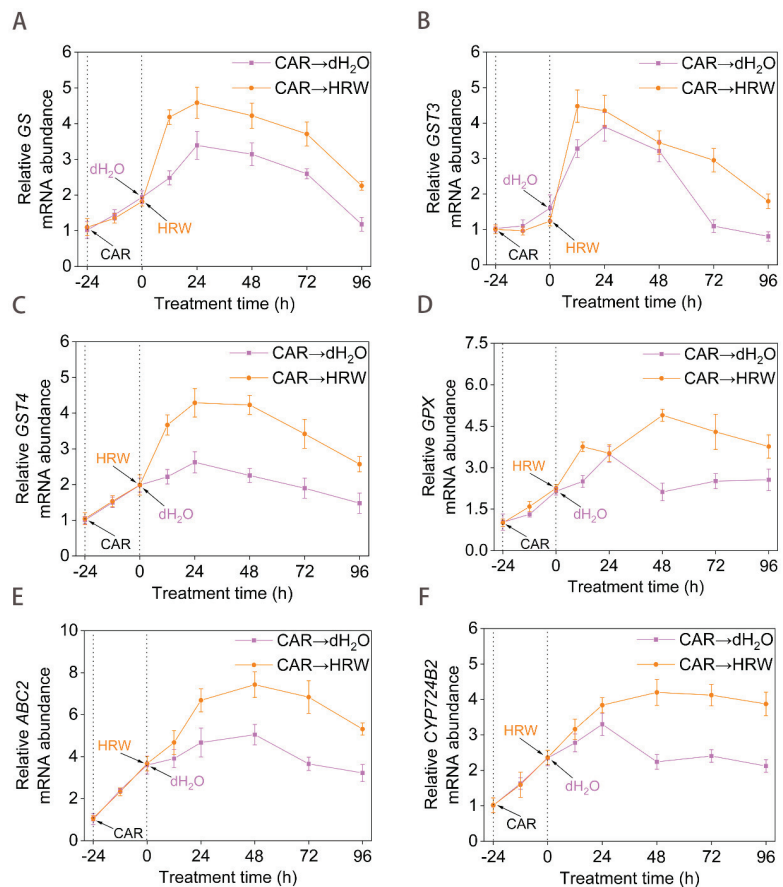 A
Relative GS
mRNA abundance
6
5
4
3
2
1
0
CAR→dH₂O
CAR→HRW
dH₂O
HRW
CAR
-24 0 24 48 72 96
Treatment time (h)
B
Relative GST3
mRNA abundance
6
5
4
3
2
1
0
CAR→dH₂O
CAR→HRW
dH₂O
HRW
CAR
-24 0 24 48 72 96
Treatment time (h)
C
Relative GST4
mRNA abundance
6
5
4
3
2
1
0
CAR→dH₂O
CAR→HRW
HRW
dH₂O
CAR
-24 0 24 48 72 96
Treatment time (h)
D
Relative GPX
mRNA abundance
7.5
6.0
4.5
3.0
1.5
0.0
CAR→dH₂O
CAR→HRW
HRW
dH₂O
CAR
-24 0 24 48 72 96
Treatment time (h)
E
Relative ABC2
mRNA abundance
10
8
6
4
2
0
CAR→dH₂O
CAR→HRW
HRW
dH₂O
CAR
-24 0 24 48 72 96
Treatment time (h)
F
Relative CYP724B2
mRNA abundance
6
5
4
3
2
1
0
CAR→dH₂O
CAR→HRW
HRW
dH₂O
CAR
-24 0 24 48 72 96
Treatment time (h)